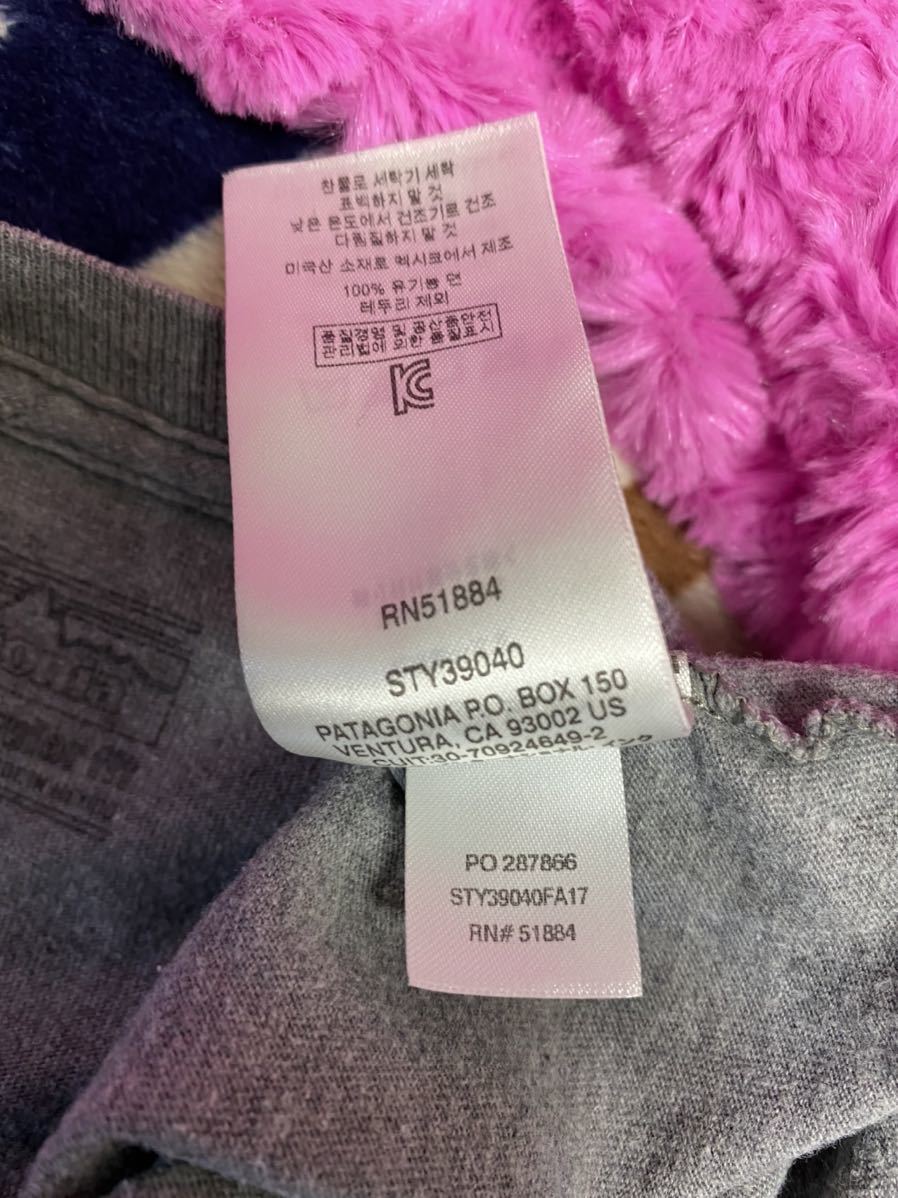 찬물로 세탁기 세탁
표백하지 말 것
낮은 온도에서 건조기로 건조
다림질하지 말 것
미국산 소재로 멕시코에서 제조
100% 유기농 면
테두리 제외
품질경영 및 공산품안전
관리법에 의한 품질표시
KC
RN51884
STY39040
PATAGONIA P.O. BOX 150
VENTURA, CA 93002 US
CUIT:30-70924649-2
PO 287866
STY39040FA17
RN# 51884